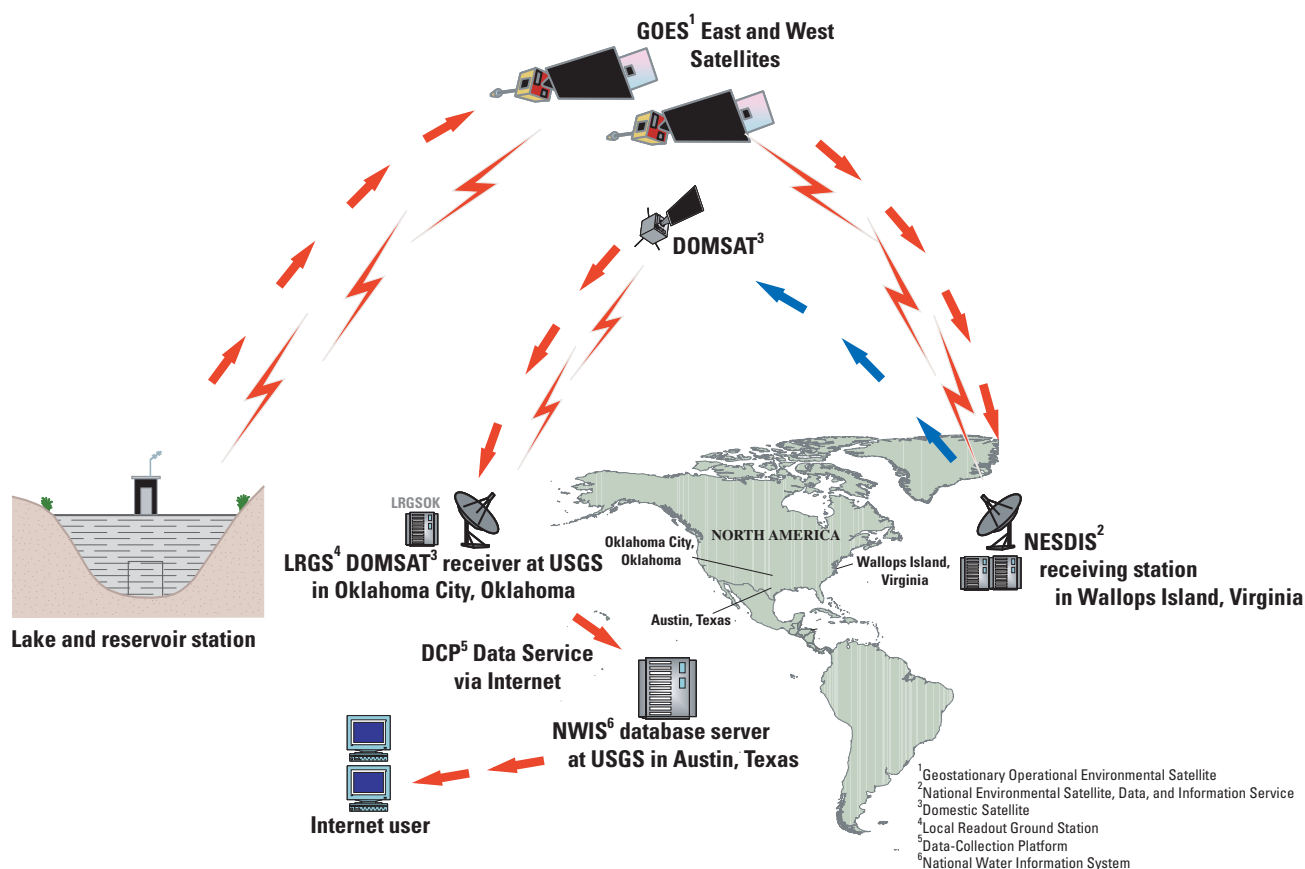 GOES¹ East and West
Satellites
DOMSAT³
LRGSOK
LRGS⁴ DOMSAT³ receiver at USGS
in Oklahoma City, Oklahoma
NORTH AMERICA
Oklahoma City,
Oklahoma
Wallops Island,
Virginia
Austin, Texas
NESDIS²
receiving station
in Wallops Island, Virginia
Lake and reservoir station
DCP⁵ Data Service
via Internet
NWIS⁶ database server
at USGS in Austin, Texas
Internet user
¹Geostationary Operational Environmental Satellite
²National Environmental Satellite, Data, and Information Service
³Domestic Satellite
⁴Local Readout Ground Station
⁵Data-Collection Platform
⁶National Water Information System